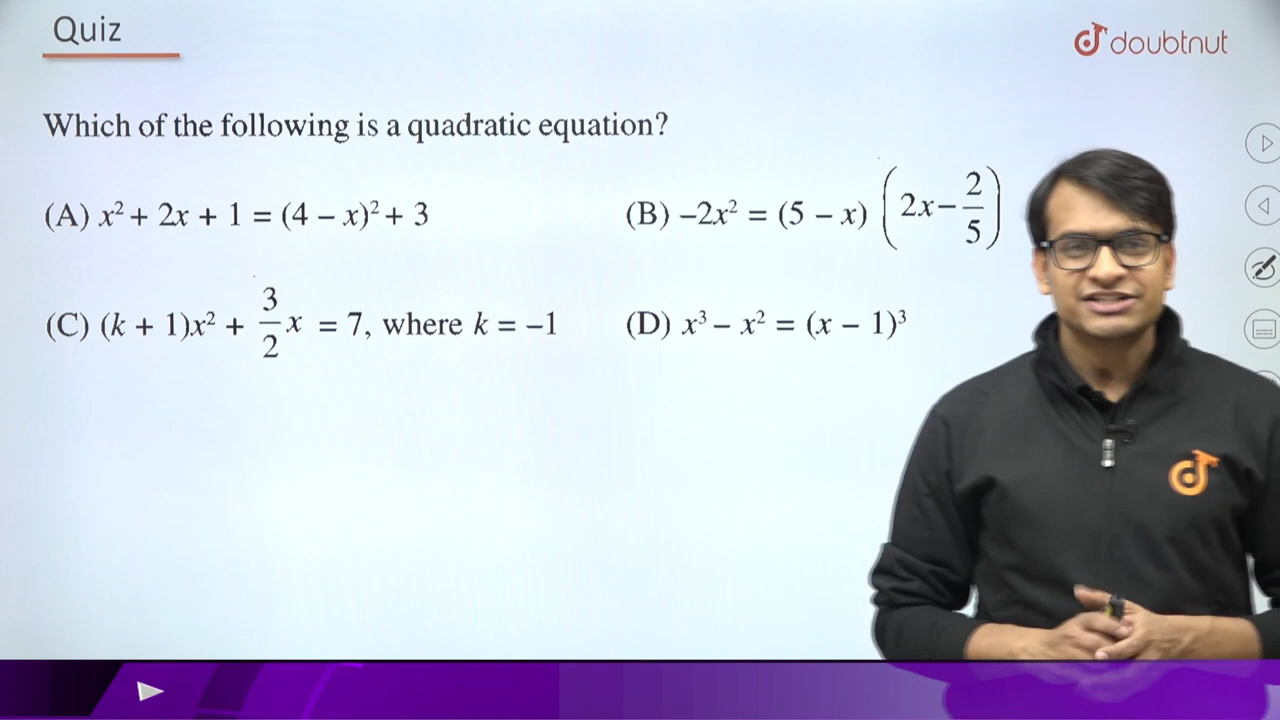 Quiz
doubtnut
Which of the following is a quadratic equation?
(A) x² + 2x + 1 = (4 – x)² + 3
(B) –2x² = (5 – x) (2x – 2/5)
(C) (k + 1)x² + 3/2 x = 7, where k = –1
(D) x³ – x² = (x – 1)³